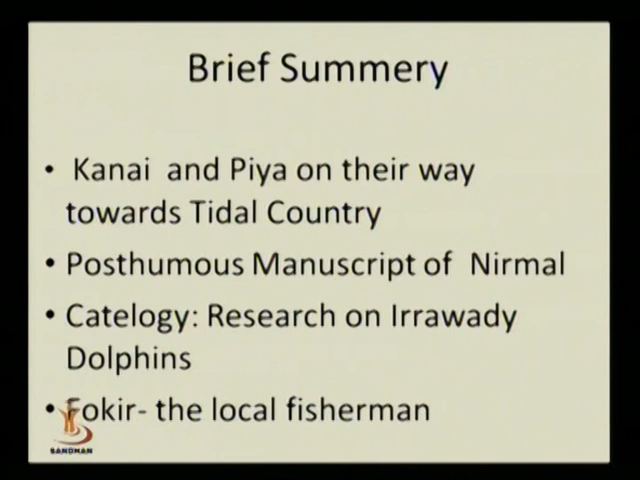 Brief Summery
• Kanai and Piya on their way
towards Tidal Country
• Posthumous Manuscript of Nirmal
• Catelogy: Research on Irrawady
Dolphins
• Fokir- the local fisherman
SANDHAN